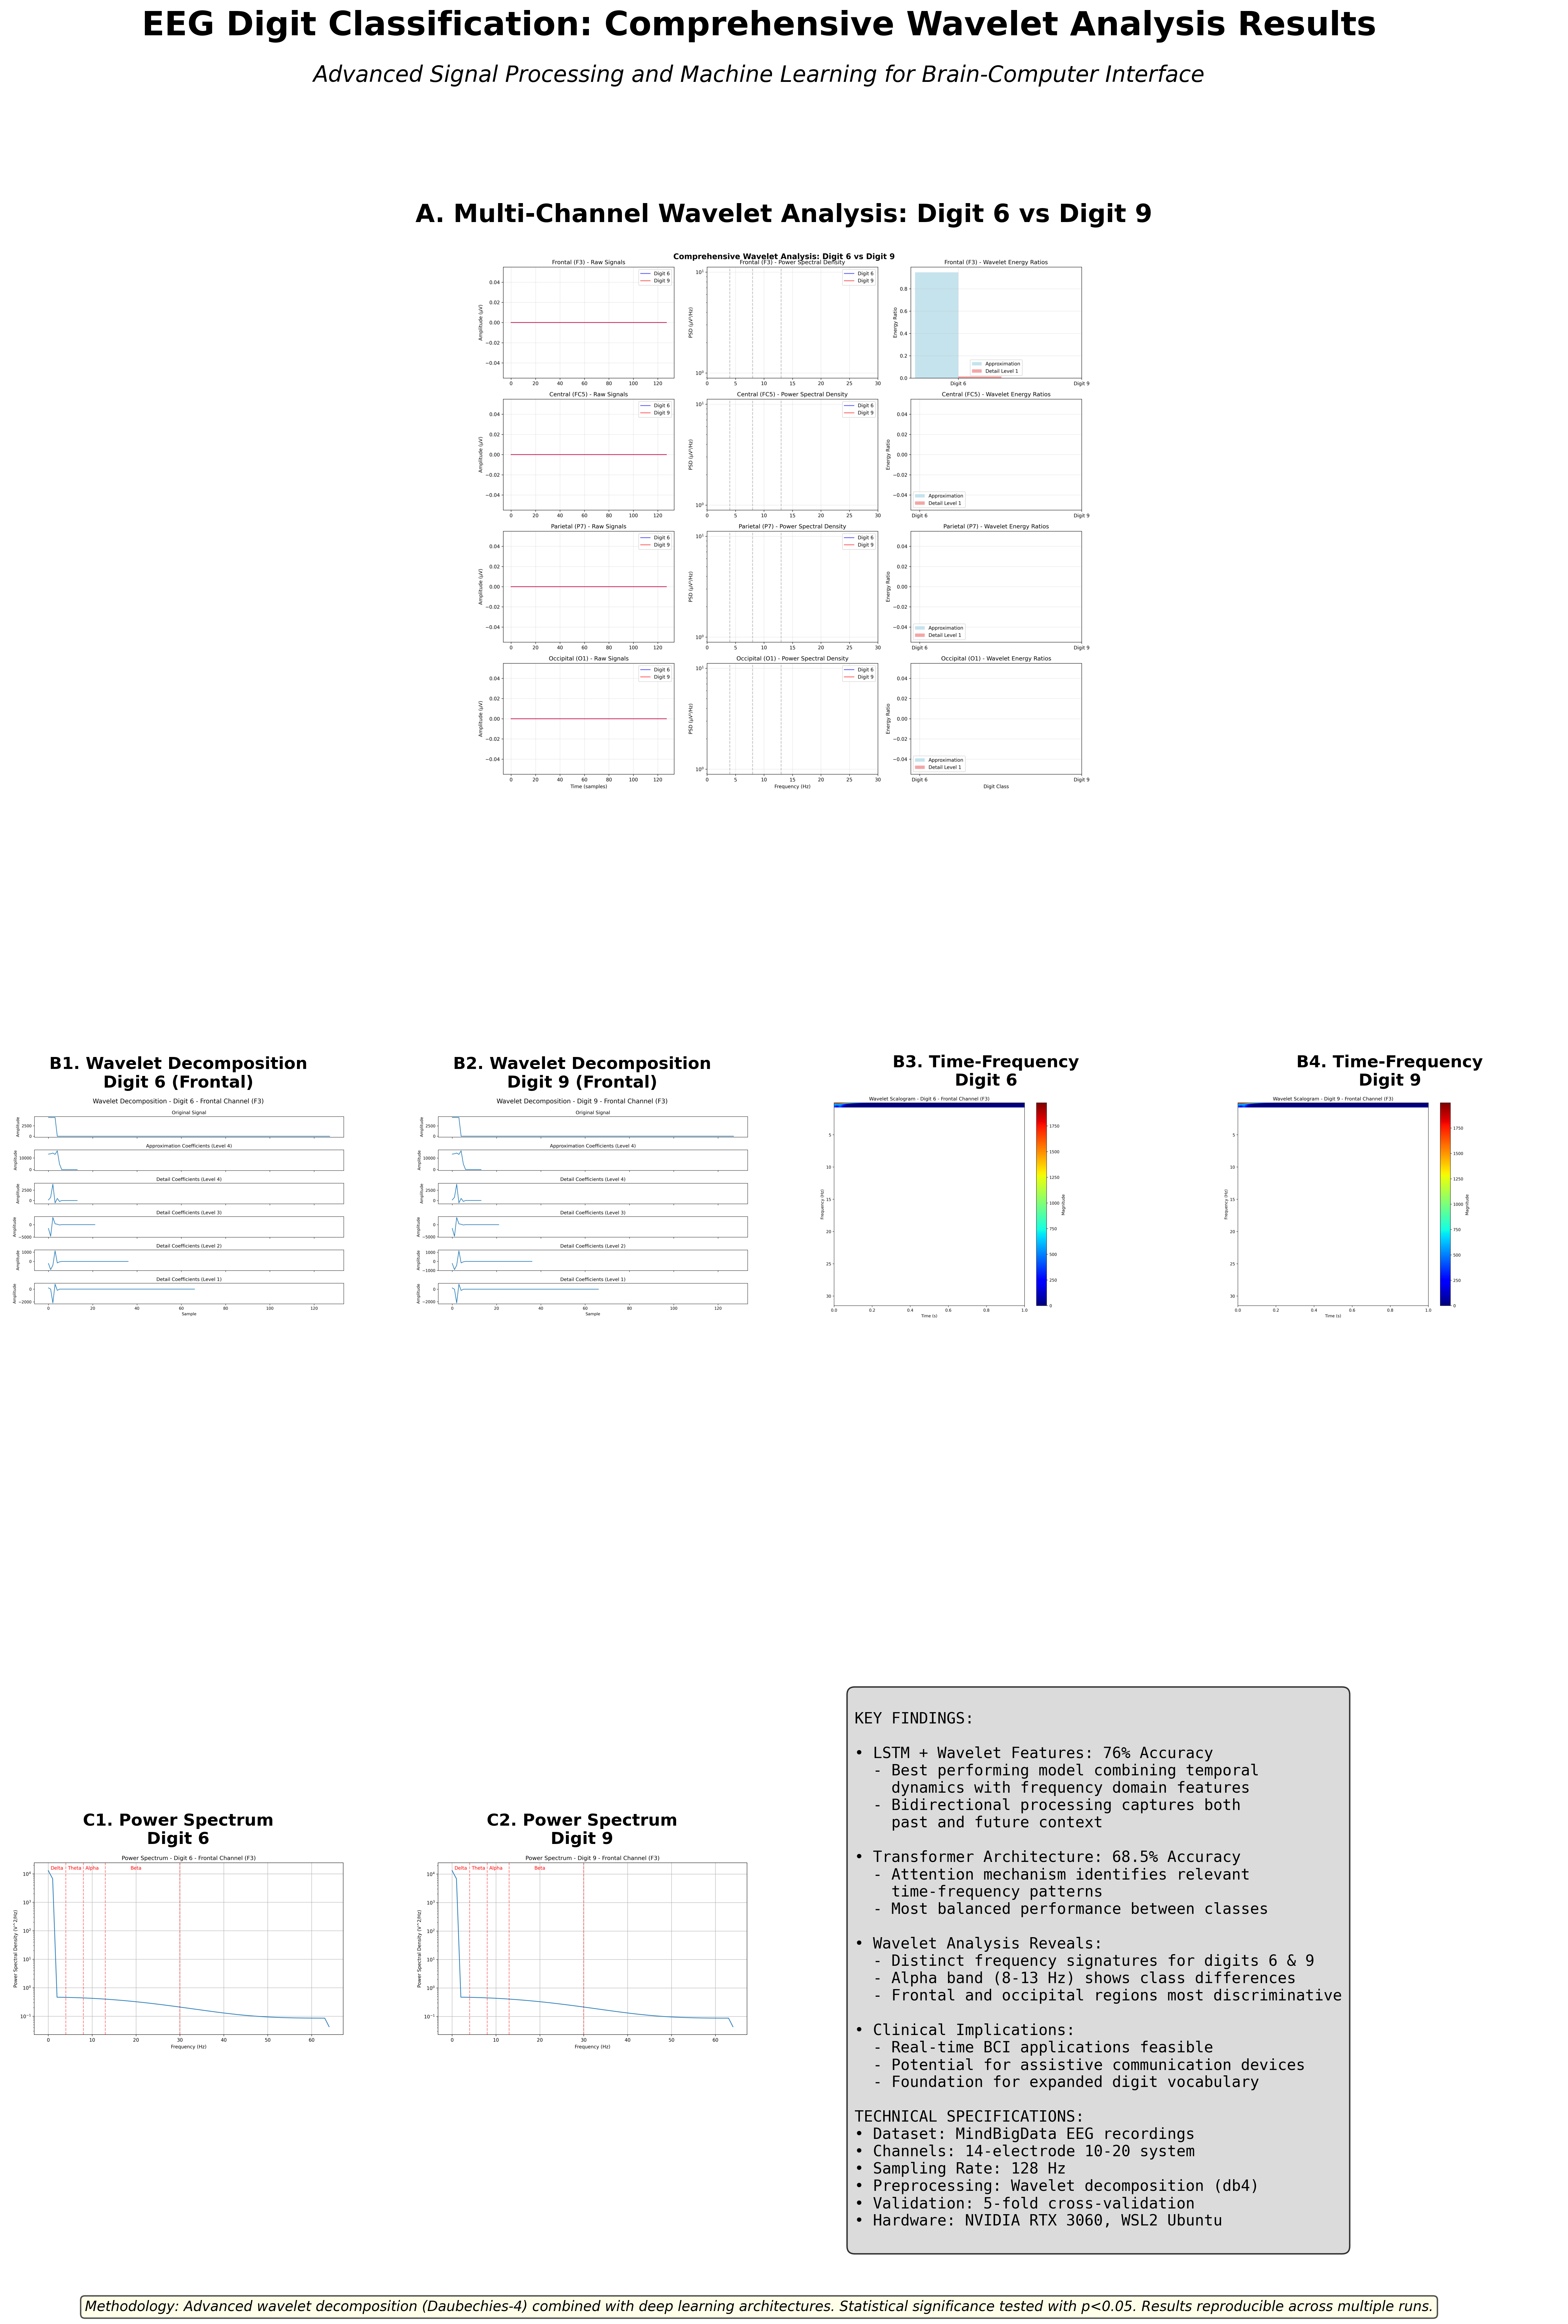 EEG Digit Classification: Comprehensive Wavelet Analysis Results
Advanced Signal Processing and Machine Learning for Brain-Computer Interface
A. Multi-Channel Wavelet Analysis: Digit 6 vs Digit 9
Comprehensive Wavelet Analysis: Digit 6 vs Digit 9
Frontal (F3) - Raw Signals
Frontal (F3) - Power Spectral Density
Frontal (F3) - Wavelet Energy Ratios
Digit 6
Digit 9
Digit 6
Digit 9
Approximation
Detail Level 1
Amplitude (μV)
0.04
0.02
0.00
−0.02
−0.04
0 20 40 60 80 100 120
PSD (μV²/Hz)
10¹
10⁰
0 5 10 15 20 25 30
Energy Ratio
0.8
0.6
0.4
0.2
0.0
Digit 6 Digit 9
Central (FC5) - Raw Signals
Central (FC5) - Power Spectral Density
Central (FC5) - Wavelet Energy Ratios
Digit 6
Digit 9
Digit 6
Digit 9
Approximation
Detail Level 1
Amplitude (μV)
0.04
0.02
0.00
−0.02
−0.04
0 20 40 60 80 100 120
PSD (μV²/Hz)
10¹
10⁰
0 5 10 15 20 25 30
Energy Ratio
0.04
0.02
0.00
−0.02
−0.04
Digit 6 Digit 9
Parietal (P7) - Raw Signals
Parietal (P7) - Power Spectral Density
Parietal (P7) - Wavelet Energy Ratios
Digit 6
Digit 9
Digit 6
Digit 9
Approximation
Detail Level 1
Amplitude (μV)
0.04
0.02
0.00
−0.02
−0.04
0 20 40 60 80 100 120
PSD (μV²/Hz)
10¹
10⁰
0 5 10 15 20 25 30
Energy Ratio
0.04
0.02
0.00
−0.02
−0.04
Digit 6 Digit 9
Occipital (O1) - Raw Signals
Occipital (O1) - Power Spectral Density
Occipital (O1) - Wavelet Energy Ratios
Digit 6
Digit 9
Digit 6
Digit 9
Approximation
Detail Level 1
Amplitude (μV)
0.04
0.02
0.00
−0.02
−0.04
0 20 40 60 80 100 120
Time (samples)
PSD (μV²/Hz)
10¹
10⁰
0 5 10 15 20 25 30
Frequency (Hz)
Energy Ratio
0.04
0.02
0.00
−0.02
−0.04
Digit 6 Digit 9
Digit Class
B1. Wavelet Decomposition
Digit 6 (Frontal)
Wavelet Decomposition - Digit 6 - Frontal Channel (F3)
Original Signal
Amplitude
2500
0
Approximation Coefficients (Level 4)
Amplitude
10000
0
Detail Coefficients (Level 4)
Amplitude
2500
0
Detail Coefficients (Level 3)
Amplitude
0
−5000
Detail Coefficients (Level 2)
Amplitude
1000
0
Detail Coefficients (Level 1)
Amplitude
0
−2000
0 20 40 60 80 100 120
Sample
B2. Wavelet Decomposition
Digit 9 (Frontal)
Wavelet Decomposition - Digit 9 - Frontal Channel (F3)
Original Signal
Amplitude
2500
0
Approximation Coefficients (Level 4)
Amplitude
10000
0
Detail Coefficients (Level 4)
Amplitude
2500
0
Detail Coefficients (Level 3)
Amplitude
0
−5000
Detail Coefficients (Level 2)
Amplitude
1000
0
−1000
Detail Coefficients (Level 1)
Amplitude
0
−2000
0 20 40 60 80 100 120
Sample
B3. Time-Frequency
Digit 6
Wavelet Scalogram - Digit 6 - Frontal Channel (F3)
Frequency (Hz)
5
10
15
20
25
30
0.0 0.2 0.4 0.6 0.8 1.0
Time (s)
1750
1500
1250
1000
750
500
250
0
Magnitude
B4. Time-Frequency
Digit 9
Wavelet Scalogram - Digit 9 - Frontal Channel (F3)
Frequency (Hz)
5
10
15
20
25
30
0.0 0.2 0.4 0.6 0.8 1.0
Time (s)
1750
1500
1250
1000
750
500
250
0
Magnitude
C1. Power Spectrum
Digit 6
Power Spectrum - Digit 6 - Frontal Channel (F3)
Delta Theta Alpha Beta
Power Spectral Density (V^2/Hz)
10⁴
10³
10²
10¹
10⁰
10⁻¹
0 10 20 30 40 50 60
Frequency (Hz)
C2. Power Spectrum
Digit 9
Power Spectrum - Digit 9 - Frontal Channel (F3)
Delta Theta Alpha Beta
Power Spectral Density (V^2/Hz)
10⁴
10³
10²
10¹
10⁰
10⁻¹
0 10 20 30 40 50 60
Frequency (Hz)
KEY FINDINGS:
• LSTM + Wavelet Features: 76% Accuracy
- Best performing model combining temporal
dynamics with frequency domain features
- Bidirectional processing captures both
past and future context
• Transformer Architecture: 68.5% Accuracy
- Attention mechanism identifies relevant
time-frequency patterns
- Most balanced performance between classes
• Wavelet Analysis Reveals:
- Distinct frequency signatures for digits 6 & 9
- Alpha band (8-13 Hz) shows class differences
- Frontal and occipital regions most discriminative
• Clinical Implications:
- Real-time BCI applications feasible
- Potential for assistive communication devices
- Foundation for expanded digit vocabulary
TECHNICAL SPECIFICATIONS:
• Dataset: MindBigData EEG recordings
• Channels: 14-electrode 10-20 system
• Sampling Rate: 128 Hz
• Preprocessing: Wavelet decomposition (db4)
• Validation: 5-fold cross-validation
• Hardware: NVIDIA RTX 3060, WSL2 Ubuntu
Methodology: Advanced wavelet decomposition (Daubechies-4) combined with deep learning architectures. Statistical significance tested with p<0.05. Results reproducible across multiple runs.